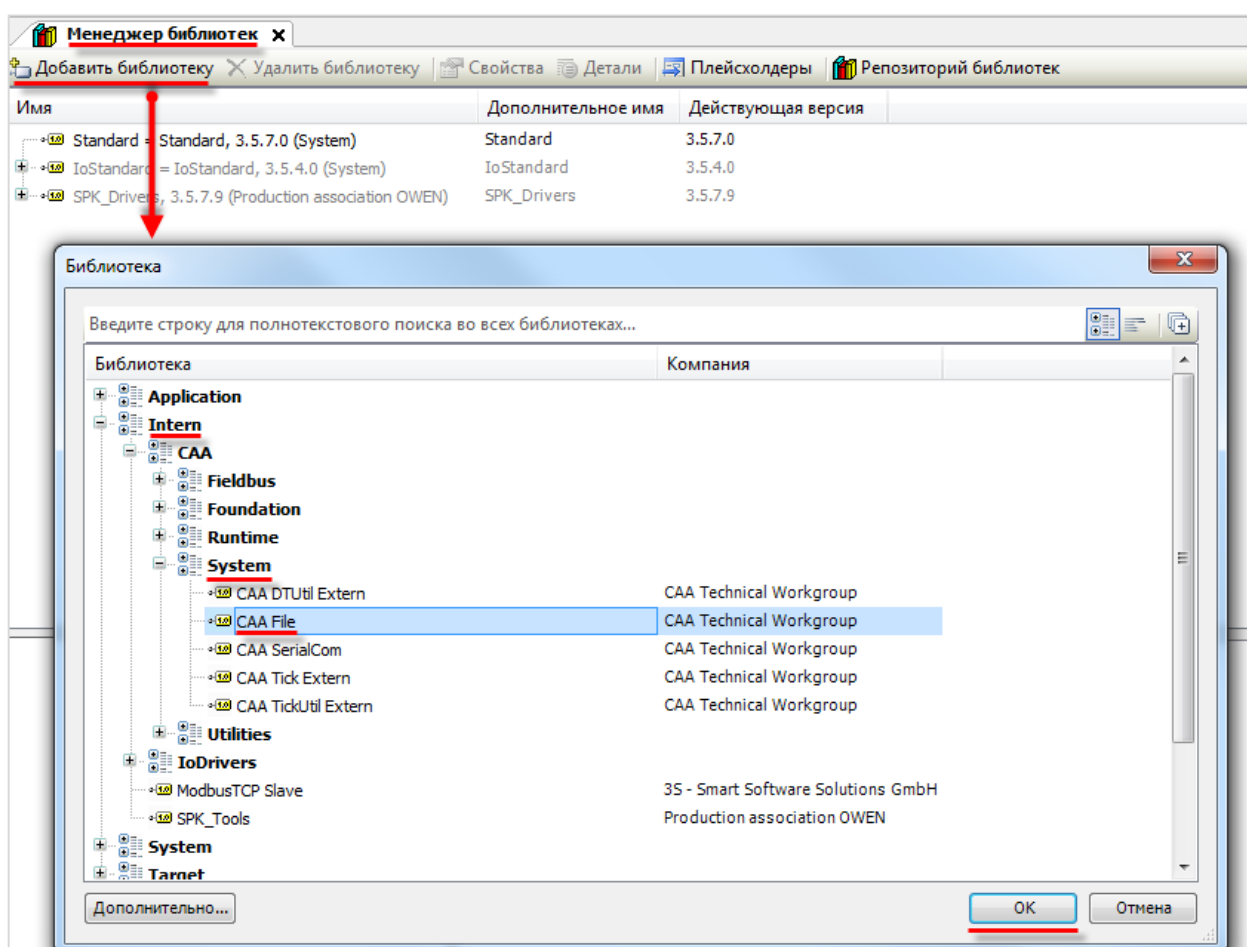 Менеджер библиотек x
Добавить библиотеку Удалить библиотеку Свойства Детали Плейсхолдеры Репозиторий библиотек
Имя Дополнительное имя Действующая версия
Standard = Standard, 3.5.7.0 (System) Standard 3.5.7.0
IoStandard = IoStandard, 3.5.4.0 (System) IoStandard 3.5.4.0
SPK_Drivers, 3.5.7.9 (Production association OWEN) SPK_Drivers 3.5.7.9
Библиотека
Введите строку для полнотекстового поиска во всех библиотеках...
Библиотека Компания
Application
Intern
CAA
Fieldbus
Foundation
Runtime
System
CAA DTUtil Extern CAA Technical Workgroup
CAA File CAA Technical Workgroup
CAA SerialCom CAA Technical Workgroup
CAA Tick Extern CAA Technical Workgroup
CAA TickUtil Extern CAA Technical Workgroup
Utilities
IoDrivers
ModbusTCP Slave 3S - Smart Software Solutions GmbH
SPK_Tools Production association OWEN
System
Target
Дополнительно... OK Отмена